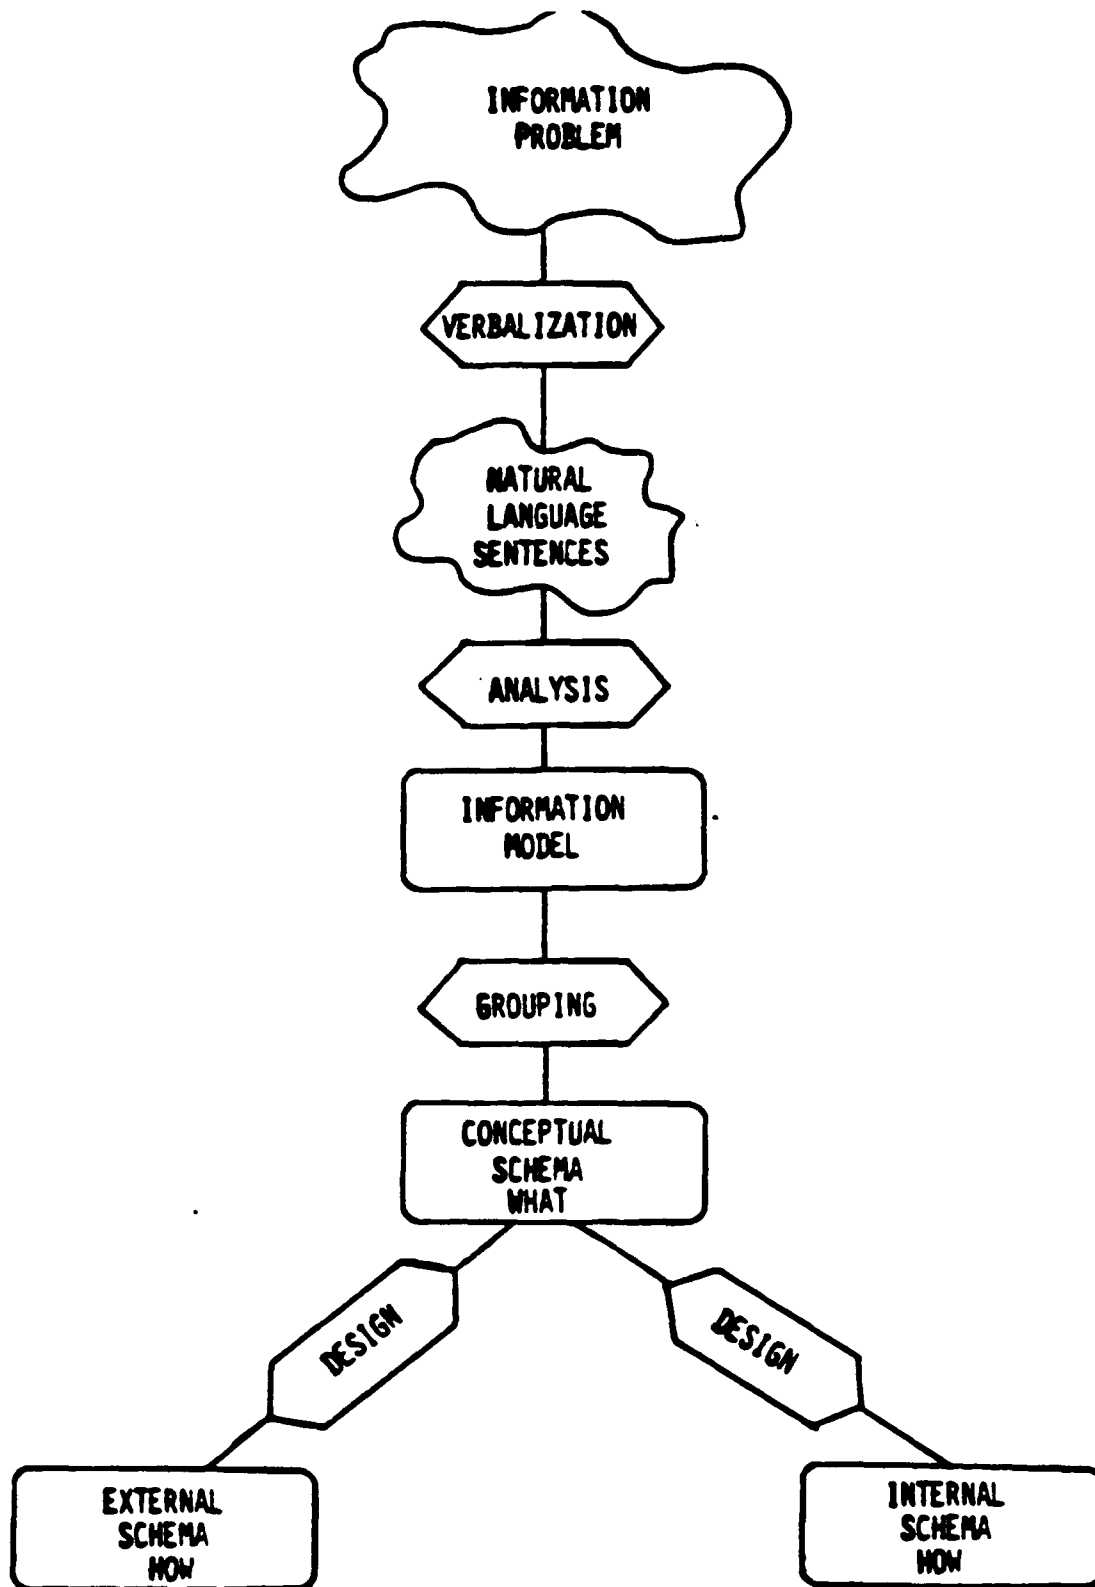 INFORMATION
PROBLEM
VERBALIZATION
NATURAL
LANGUAGE
SENTENCES
ANALYSIS
INFORMATION
MODEL
GROUPING
CONCEPTUAL
SCHEMA
WHAT
DESIGN
DESIGN
EXTERNAL
SCHEMA
HOW
INTERNAL
SCHEMA
HOW